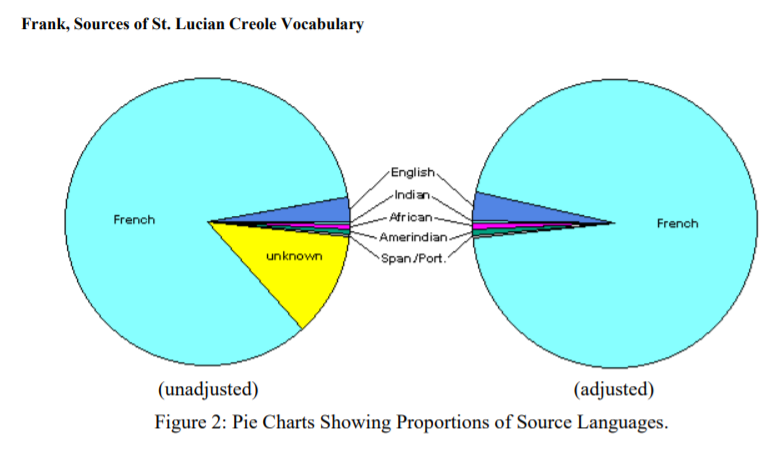 Frank, Sources of St. Lucian Creole Vocabulary
English
Indian
French
African
French
Amerindian
unknown
Span/Port.
(unadjusted)
(adjusted)
Figure 2: Pie Charts Showing Proportions of Source Languages.